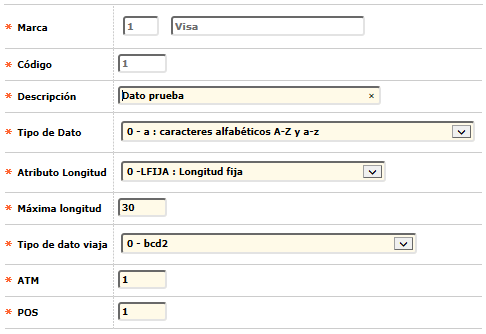 * Marca 1 Visa
* Código 1
* Descripción Dato prueba ×
* Tipo de Dato 0 - a : caracteres alfabéticos A-Z y a-z
* Atributo Longitud 0 -LFIJA : Longitud fija
* Máxima longitud 30
* Tipo de dato viaja 0 - bcd2
* ATM 1
* POS 1